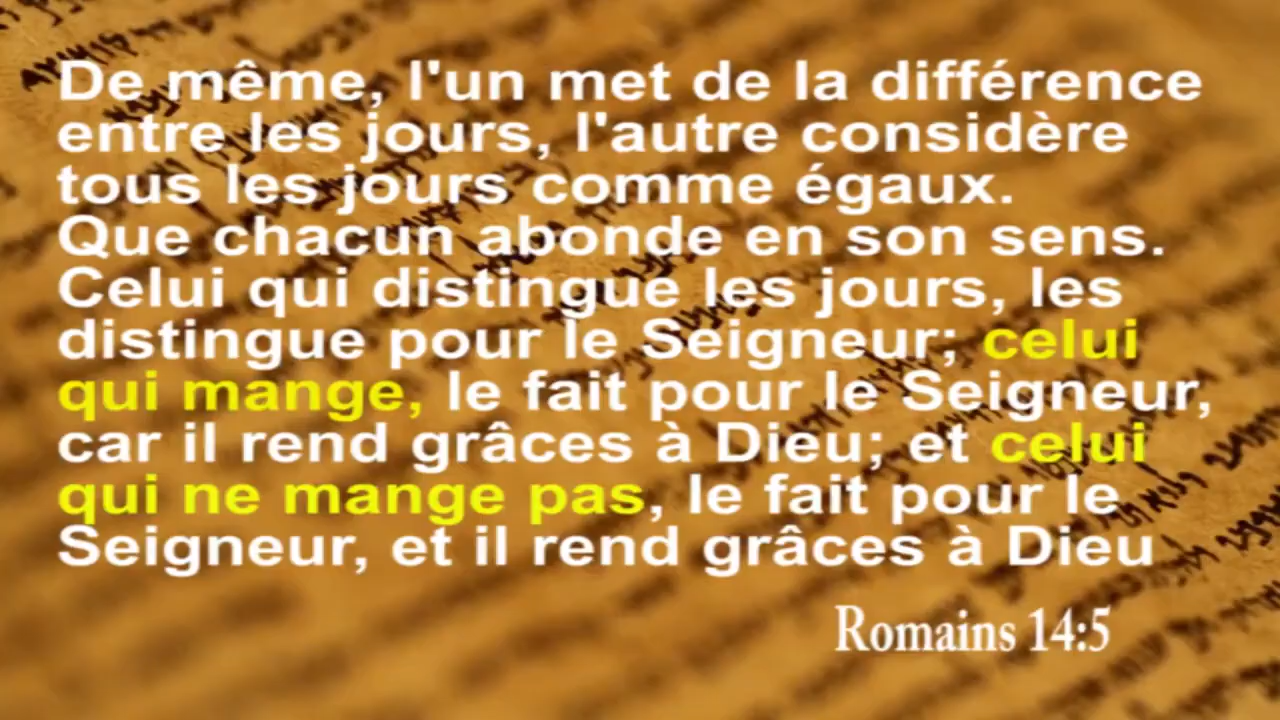 De même, l'un met de la différence
entre les jours, l'autre considère
tous les jours comme égaux.
Que chacun abonde en son sens.
Celui qui distingue les jours, les
distingue pour le Seigneur; celui
qui mange, le fait pour le Seigneur,
car il rend grâces à Dieu; et celui
qui ne mange pas, le fait pour le
Seigneur, et il rend grâces à Dieu
Romains 14:5